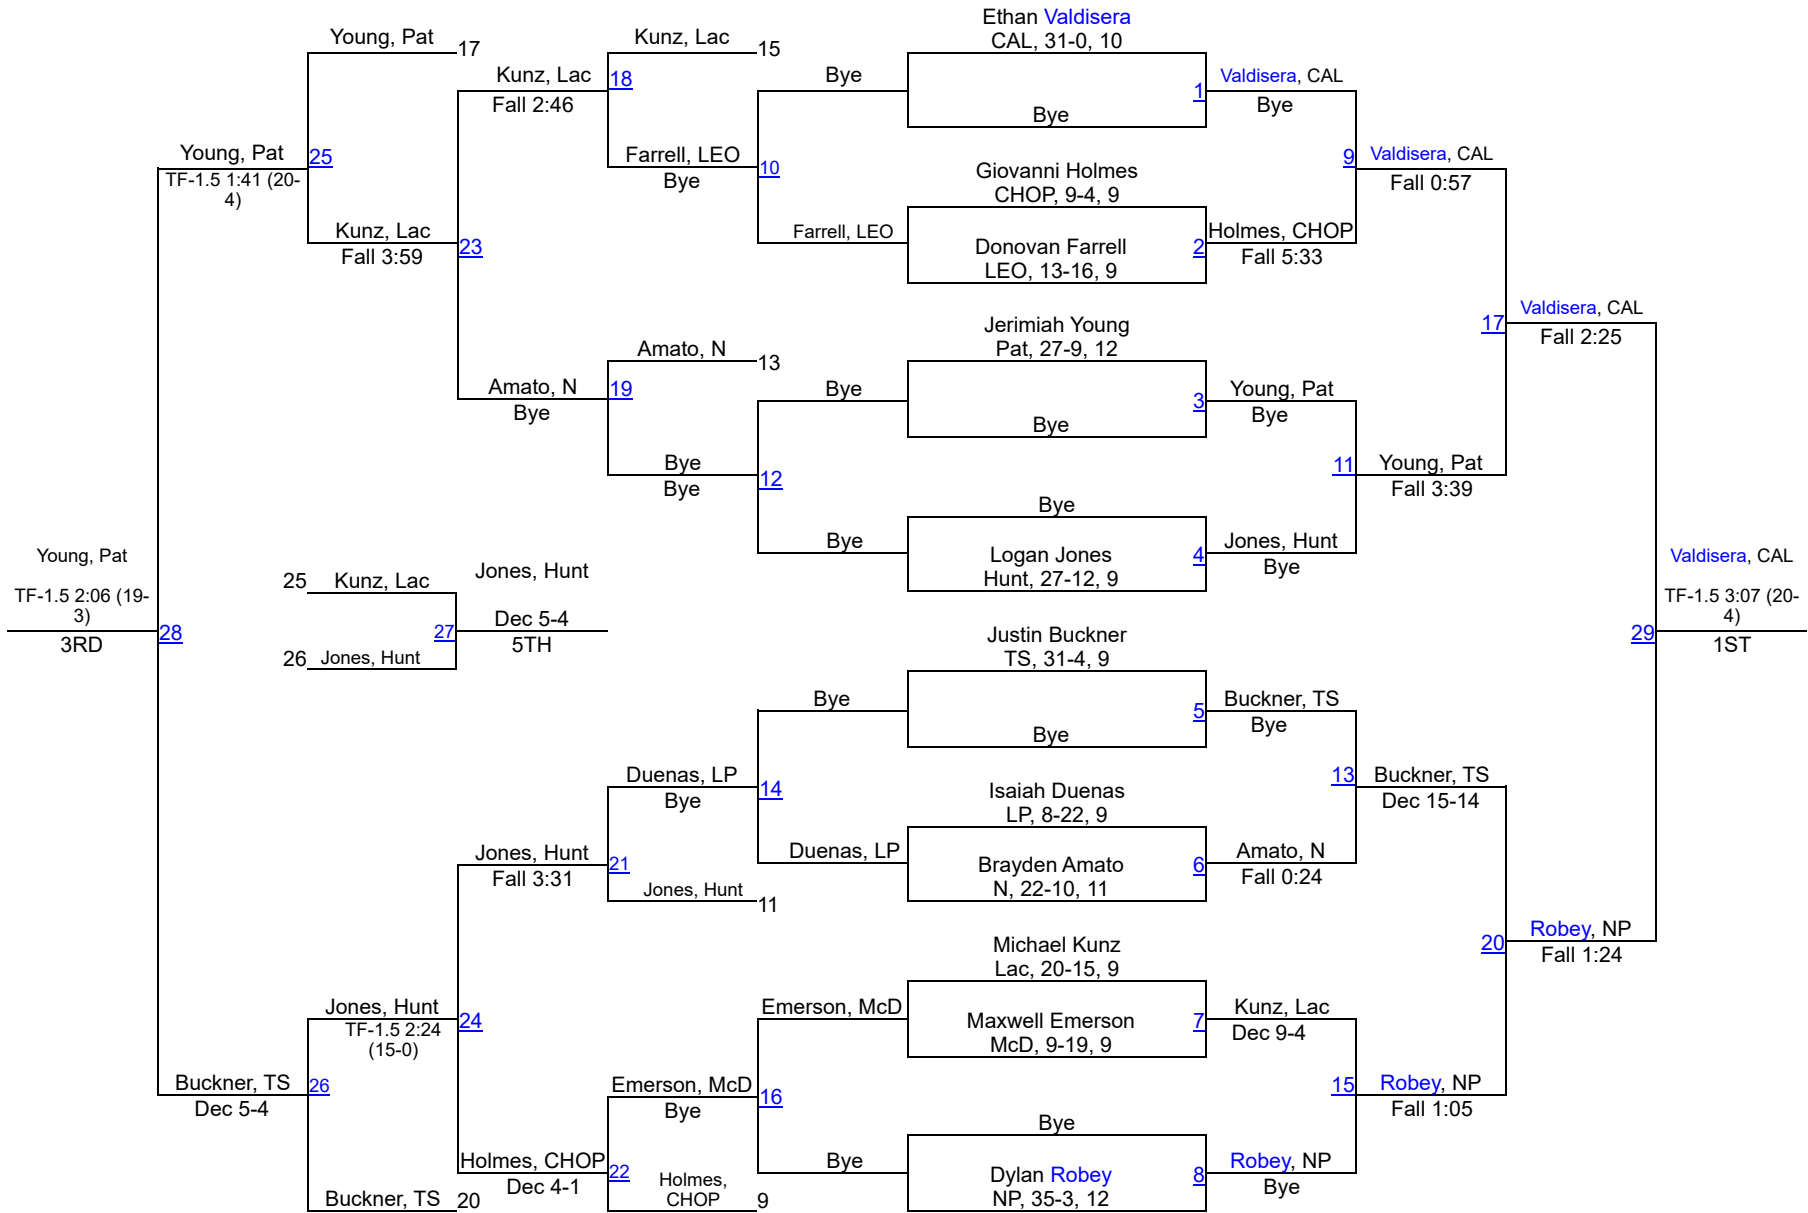 Ethan Valdisera
CAL, 31-0, 10
Young, Pat 17
Kunz, Lac 15
Kunz, Lac 18
Fall 2:46
Bye
1 Valdisera, CAL
Bye
Bye
Young, Pat 25
TF-1.5 1:41 (20-
4)
Farrell, LEO 10
Bye
Giovanni Holmes
CHOP, 9-4, 9
9 Valdisera, CAL
Fall 0:57
Kunz, Lac 23
Fall 3:59
Farrell, LEO
Donovan Farrell
LEO, 13-16, 9
2 Holmes, CHOP
Fall 5:33
Jerimiah Young
Pat, 27-9, 12
17 Valdisera, CAL
Fall 2:25
Amato, N 13
Amato, N 19
Bye
Bye
3 Young, Pat
Bye
Bye
Bye 12
Bye
11 Young, Pat
Fall 3:39
Bye
Bye
Logan Jones
Hunt, 27-12, 9
4 Jones, Hunt
Bye
Young, Pat
TF-1.5 2:06 (19-
3)
3RD
28
25 Kunz, Lac
Jones, Hunt
27 Dec 5-4
5TH
26 Jones, Hunt
Valdisera, CAL
TF-1.5 3:07 (20-
4)
29 1ST
Justin Buckner
TS, 31-4, 9
Bye
5 Buckner, TS
Bye
Bye
Duenas, LP 14
Bye
Isaiah Duenas
LP, 8-22, 9
13 Buckner, TS
Dec 15-14
Jones, Hunt 21
Fall 3:31
Duenas, LP
Brayden Amato
N, 22-10, 11
6 Amato, N
Fall 0:24
Jones, Hunt 11
Michael Kunz
Lac, 20-15, 9
20 Robey, NP
Fall 1:24
Jones, Hunt 24
TF-1.5 2:24
(15-0)
Emerson, McD
Maxwell Emerson
McD, 9-19, 9
7 Kunz, Lac
Dec 9-4
Buckner, TS 26
Dec 5-4
Emerson, McD 16
Bye
15 Robey, NP
Fall 1:05
Bye
Holmes, CHOP 22
Dec 4-1
Bye
Dylan Robey
NP, 35-3, 12
8 Robey, NP
Bye
Buckner, TS 20
Holmes,
CHOP 9